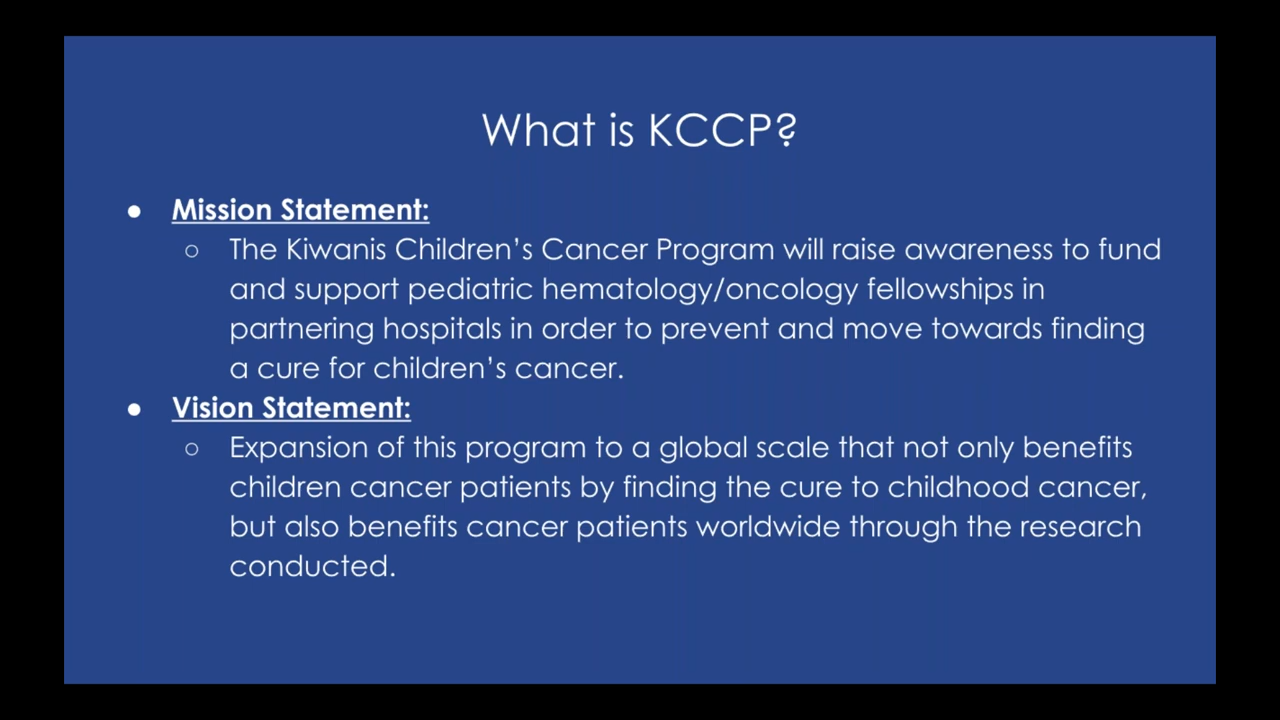 What is KCCP?
● Mission Statement:
○ The Kiwanis Children’s Cancer Program will raise awareness to fund
and support pediatric hematology/oncology fellowships in
partnering hospitals in order to prevent and move towards finding
a cure for children’s cancer.
● Vision Statement:
○ Expansion of this program to a global scale that not only benefits
children cancer patients by finding the cure to childhood cancer,
but also benefits cancer patients worldwide through the research
conducted.